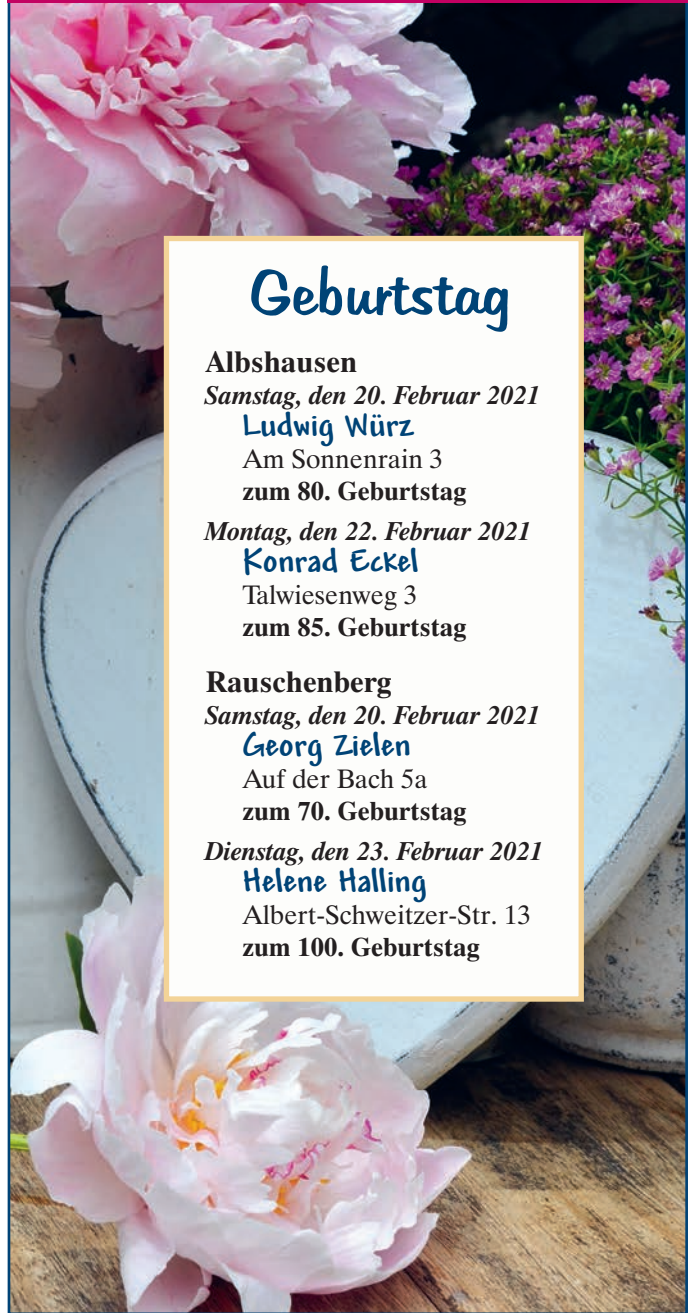 Geburtstag
Albshausen
Samstag, den 20. Februar 2021
Ludwig Würz
Am Sonnenrain 3
zum 80. Geburtstag
Montag, den 22. Februar 2021
Konrad Eckel
Talwiesenweg 3
zum 85. Geburtstag
Rauschenberg
Samstag, den 20. Februar 2021
Georg Zielen
Auf der Bach 5a
zum 70. Geburtstag
Dienstag, den 23. Februar 2021
Helene Halling
Albert-Schweitzer-Str. 13
zum 100. Geburtstag